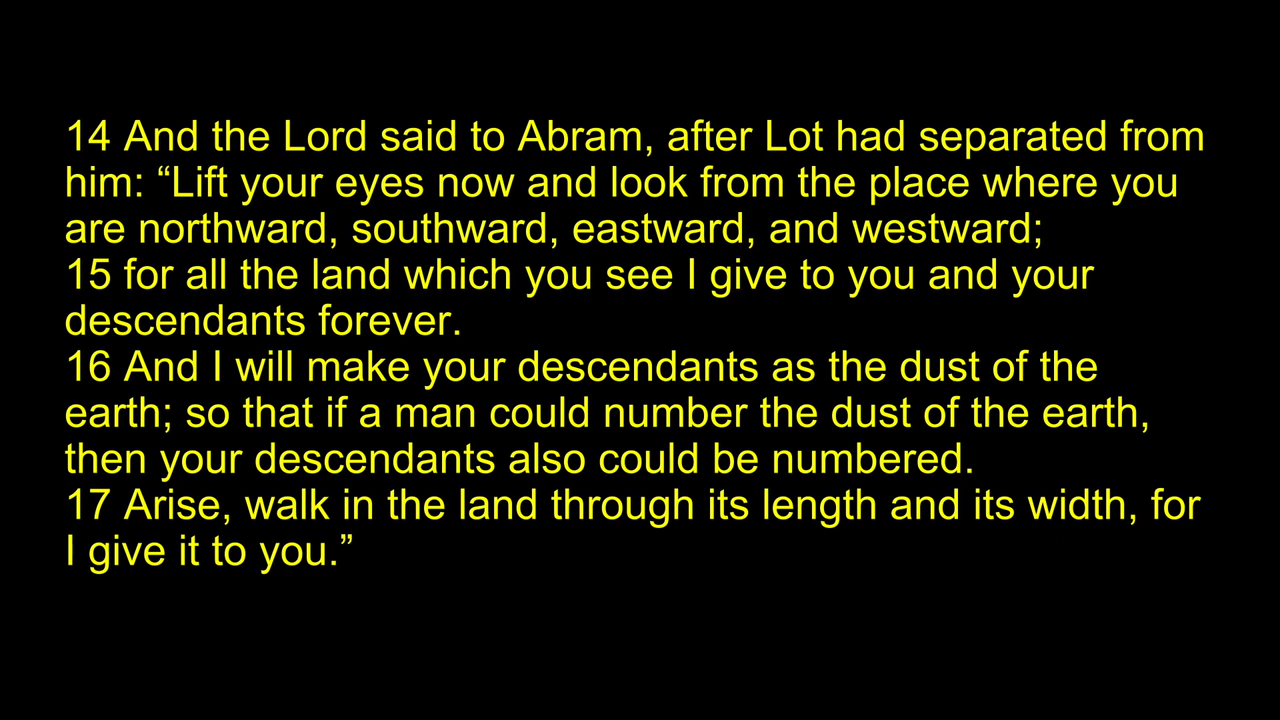 14 And the Lord said to Abram, after Lot had separated from
him: “Lift your eyes now and look from the place where you
are northward, southward, eastward, and westward;
15 for all the land which you see I give to you and your
descendants forever.
16 And I will make your descendants as the dust of the
earth; so that if a man could number the dust of the earth,
then your descendants also could be numbered.
17 Arise, walk in the land through its length and its width, for
I give it to you.”